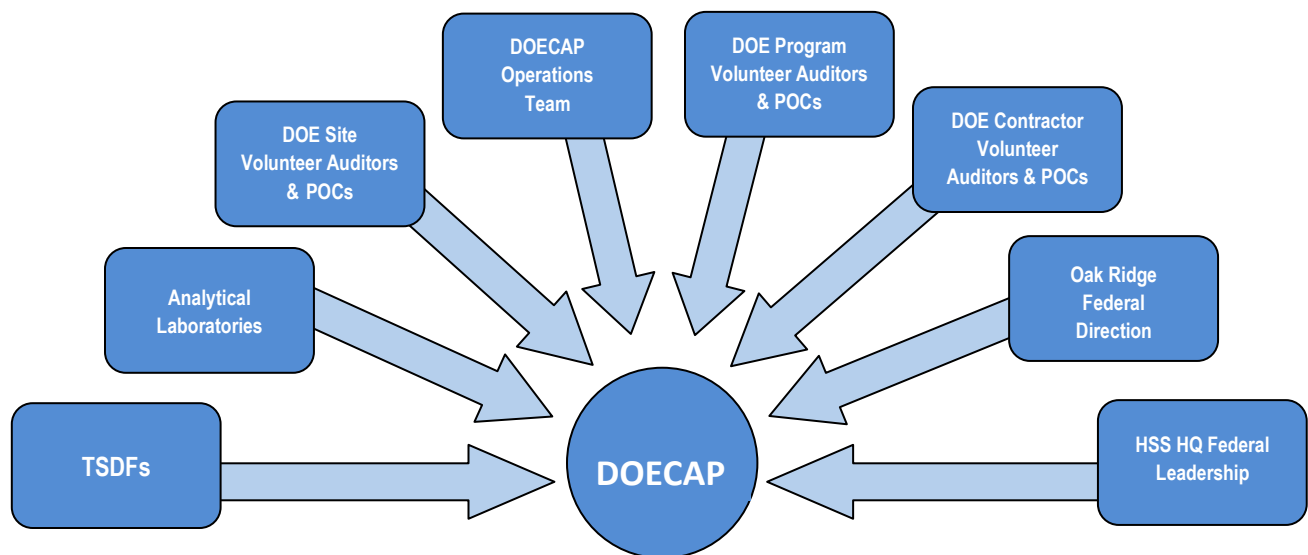 DOECAP
Operations
Team
DOE Program
Volunteer Auditors
& POCs
DOE Site
Volunteer Auditors
& POCs
DOE Contractor
Volunteer
Auditors & POCs
Analytical
Laboratories
Oak Ridge
Federal
Direction
TSDFs
DOECAP
HSS HQ Federal
Leadership